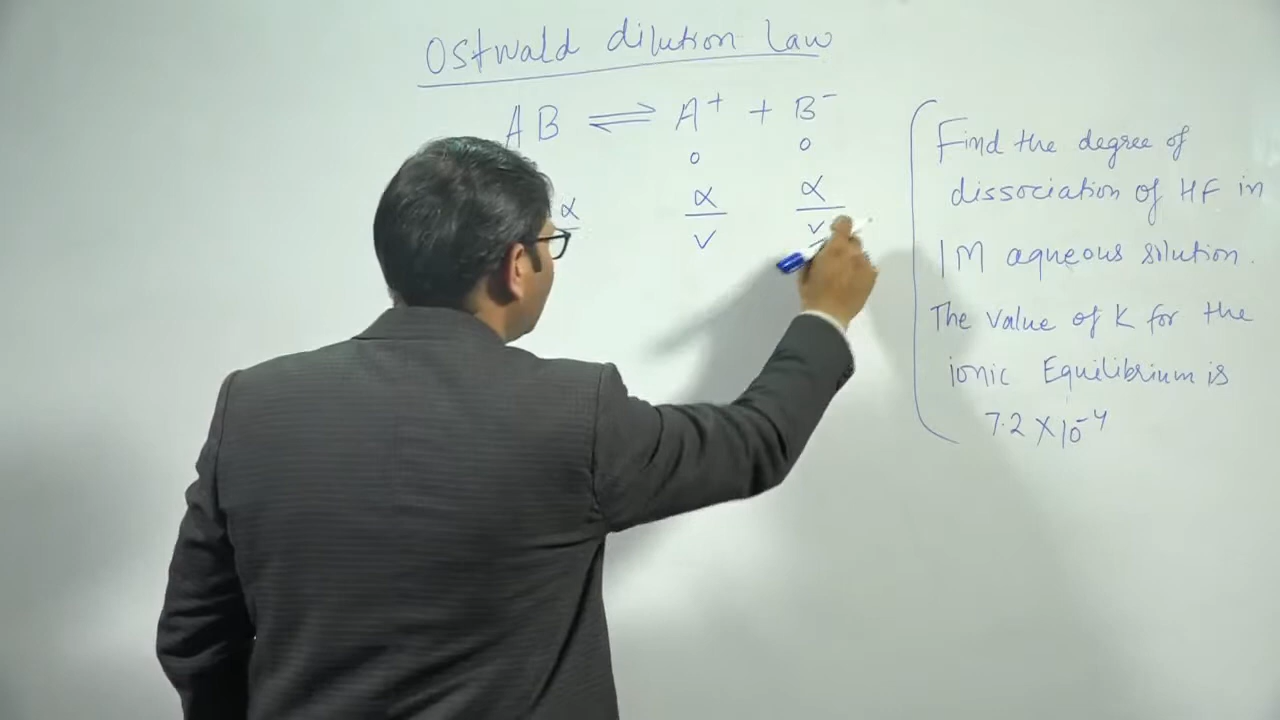 Ostwald dilution law
AB ⇌ A⁺ + B⁻
0 0
α α α
v v
Find the degree of
dissociation of HF in
1M aqueous solution.
The value of K for the
ionic Equilibrium is
7.2 × 10⁻⁴